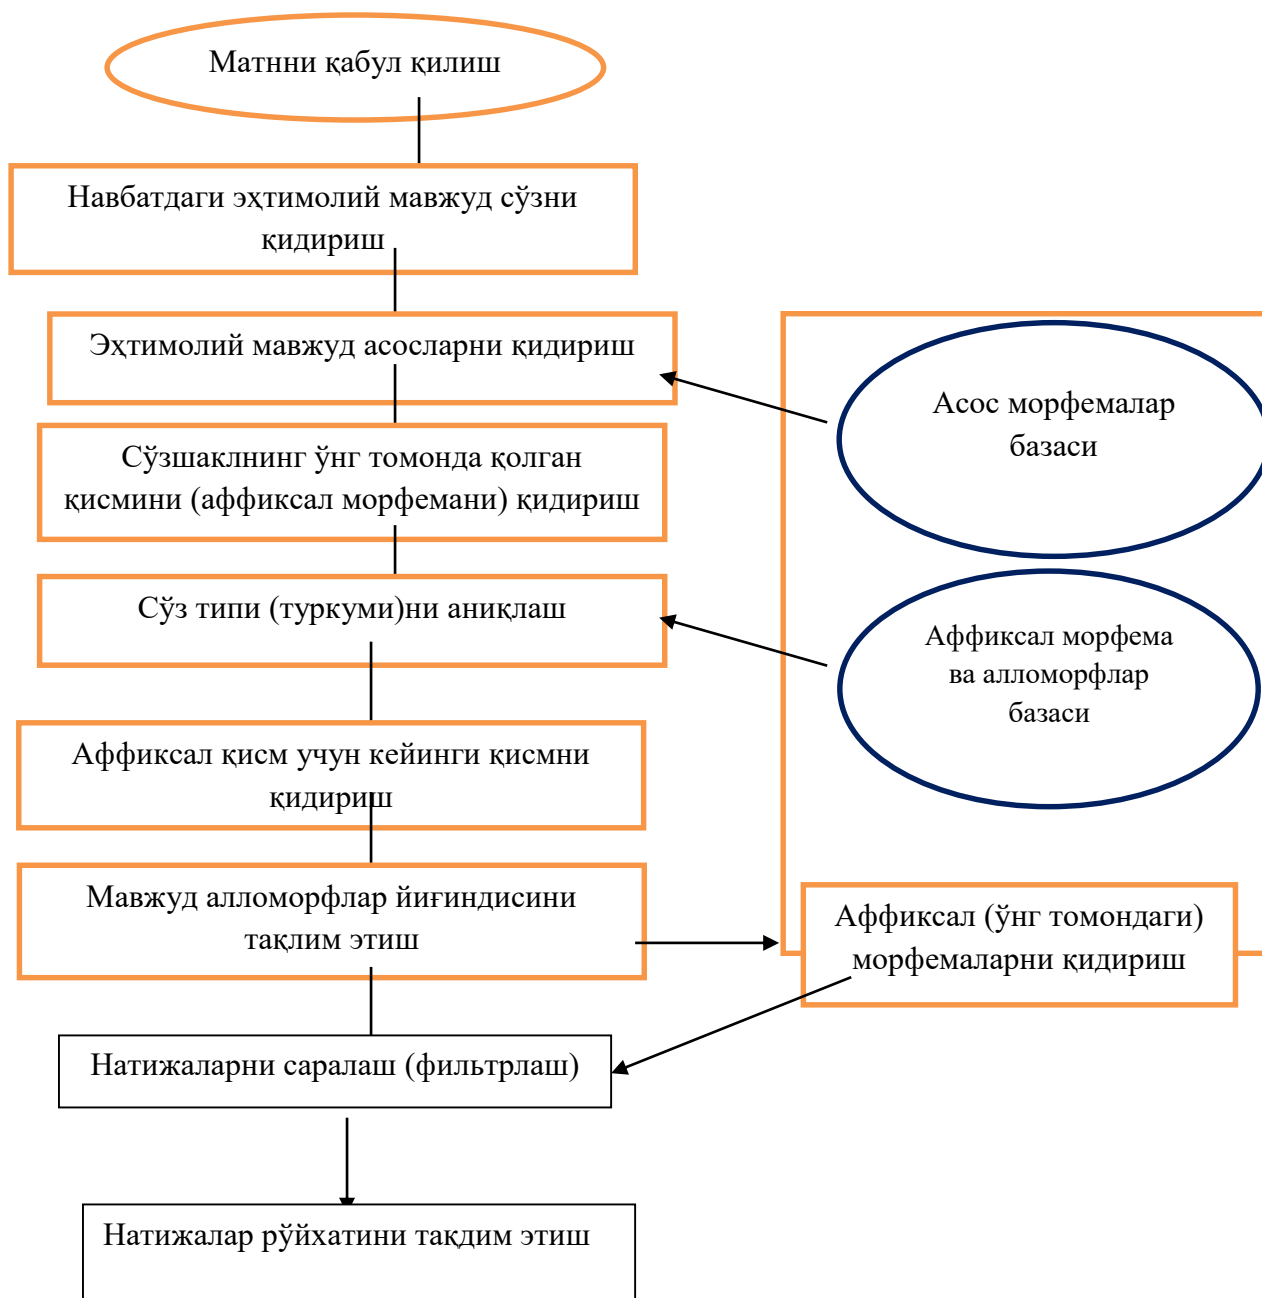 Матнни қабул қилиш
Навбатдаги эҳтимолий мавжуд сўзни
қидириш
Эҳтимолий мавжуд асосларни қидириш
Асос морфемалар
базаси
Сўзшаклнинг ўнг томонда қолган
қисмини (аффиксал морфемани) қидириш
Сўз типи (туркуми)ни аниқлаш
Аффиксал морфема
ва алломорфлар
базаси
Аффиксал қисм учун кейинги қисмни
қидириш
Мавжуд алломорфлар йиғиндисини
тақлим этиш
Аффиксал (ўнг томондаги)
морфемаларни қидириш
Натижаларни саралаш (фильтрлаш)
Натижалар рўйхатини тақдим этиш